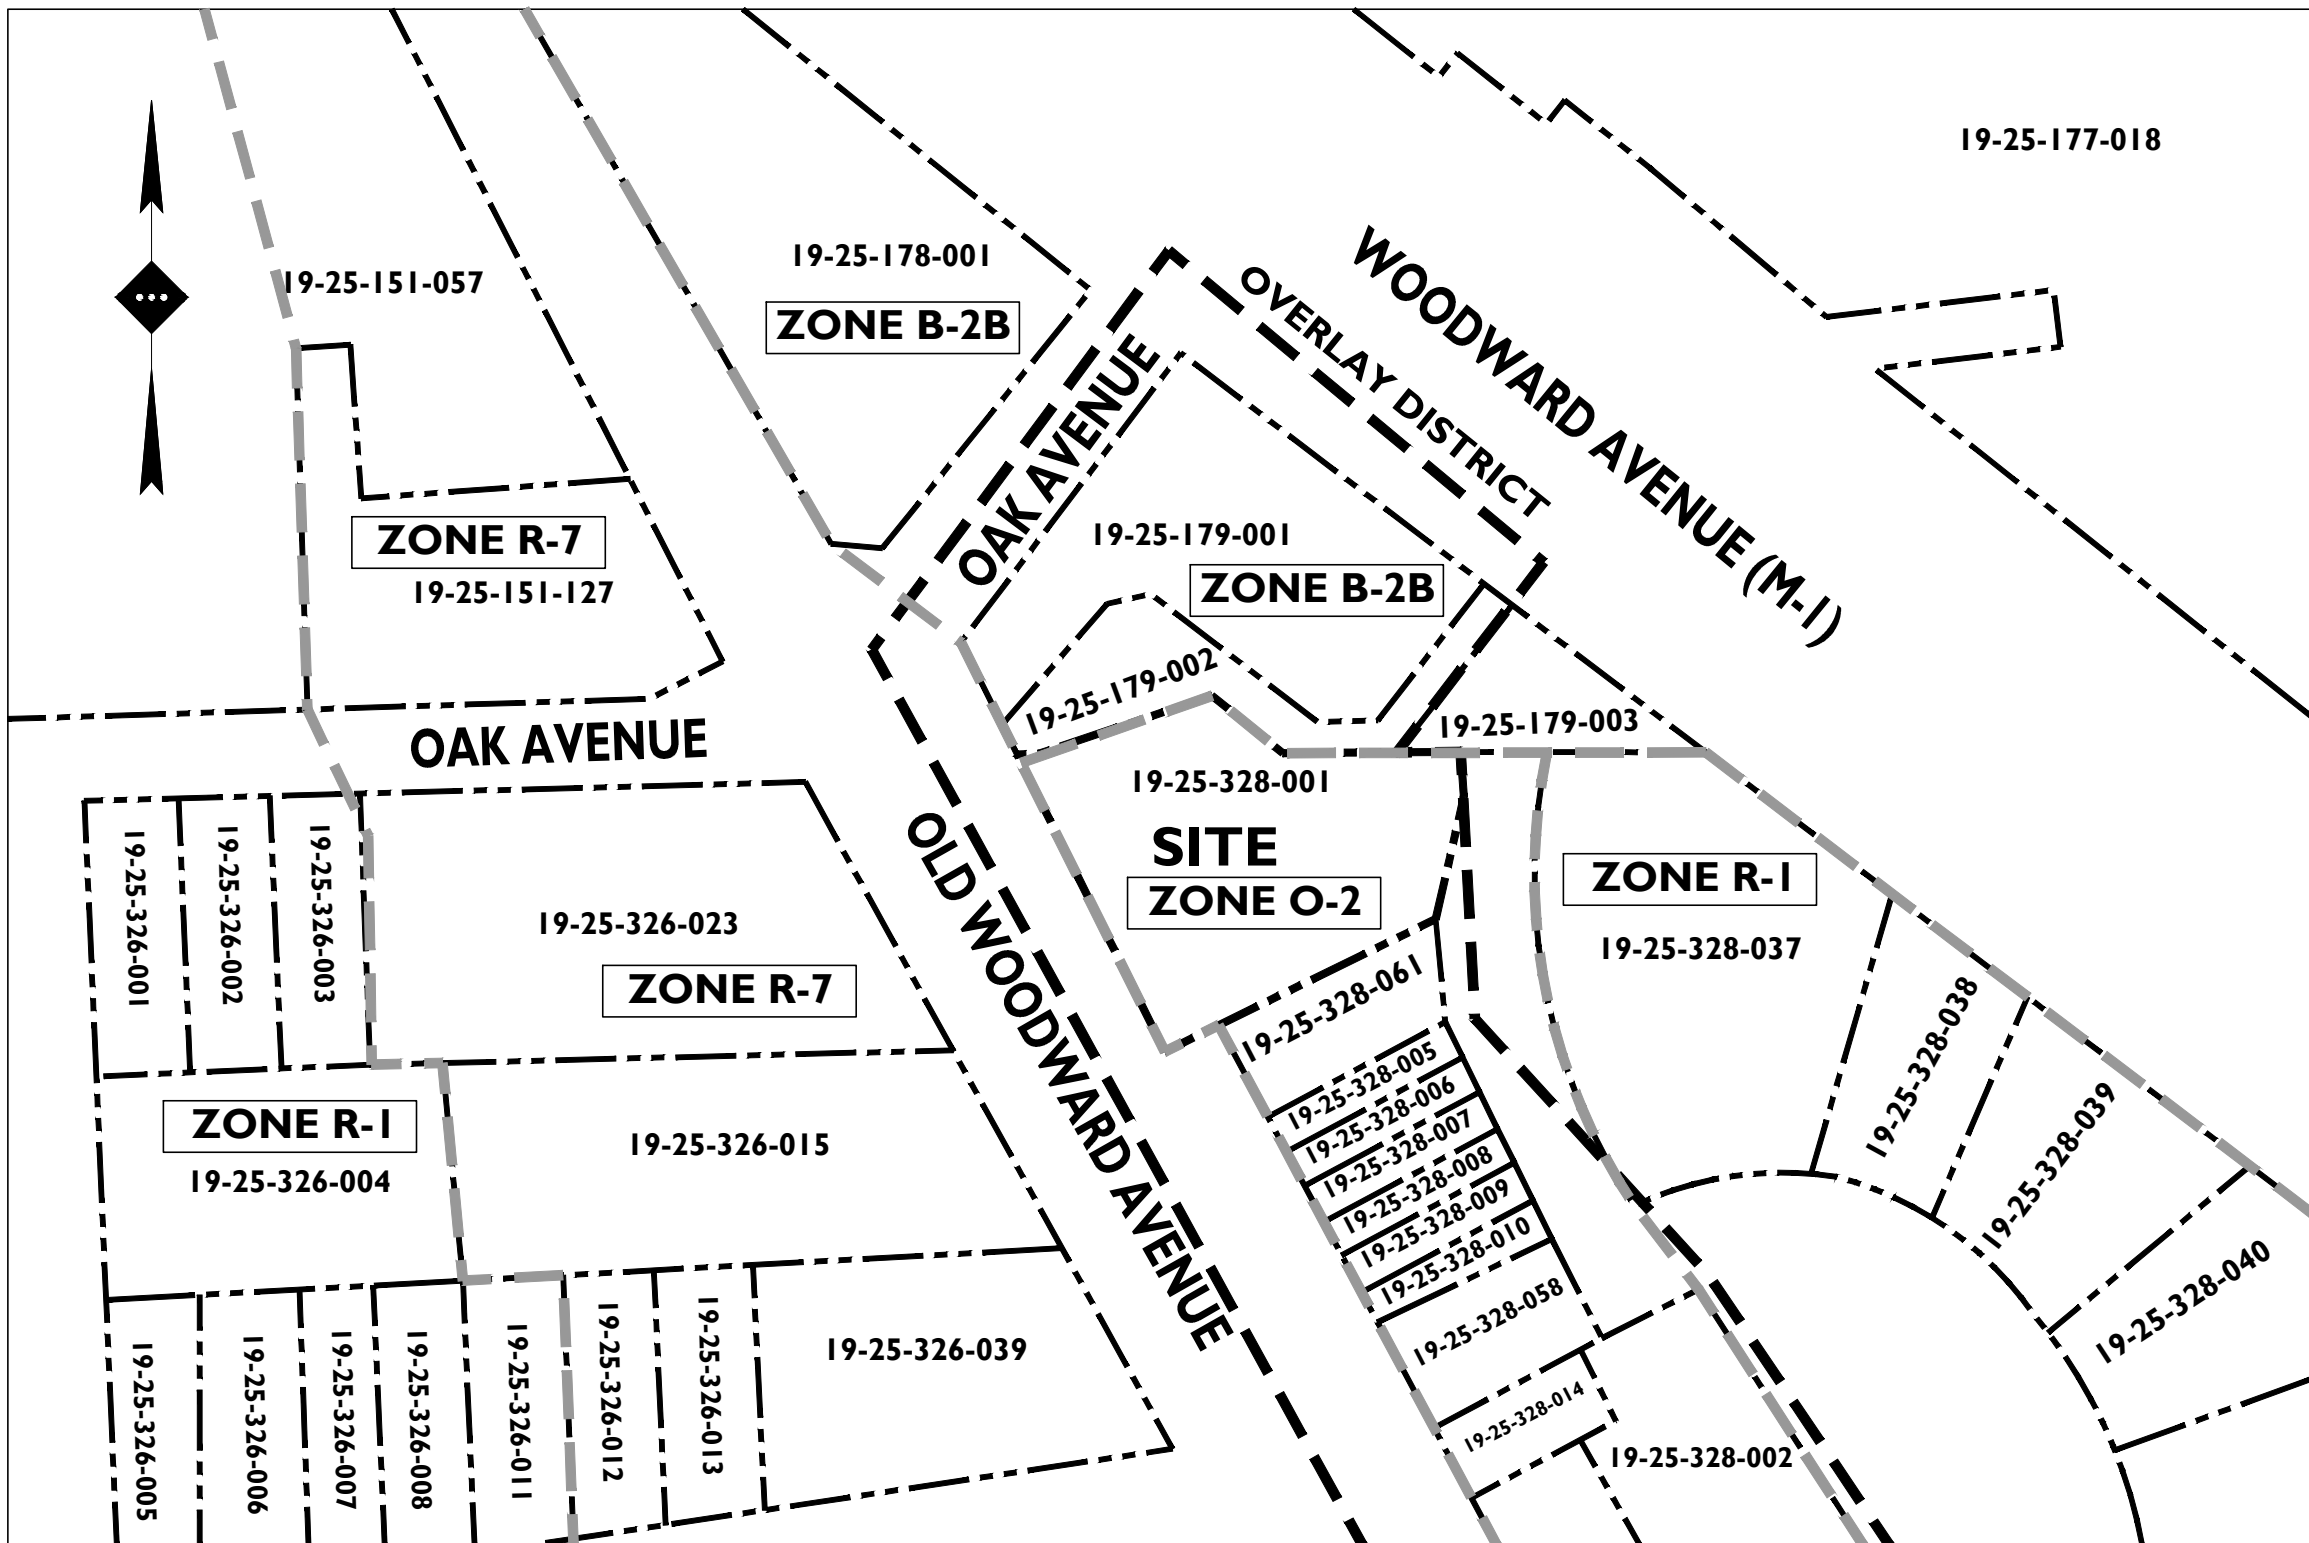 19-25-177-018
19-25-178-001
ZONE B-2B
19-25-151-057
WOODWARD AVENUE (M-1)
OVERLAY DISTRICT
OAK AVENUE
ZONE R-7
19-25-151-127
19-25-179-001
ZONE B-2B
19-25-179-002
19-25-179-003
OAK AVENUE
19-25-328-001
SITE
ZONE O-2
ZONE R-1
19-25-328-037
19-25-326-001
19-25-326-002
19-25-326-003
19-25-326-023
ZONE R-7
OLD WOODWARD AVENUE
19-25-328-061
19-25-328-038
19-25-328-039
19-25-328-040
19-25-328-005
19-25-328-006
19-25-328-007
19-25-328-008
19-25-328-009
19-25-328-010
19-25-328-058
19-25-328-014
19-25-328-002
ZONE R-1
19-25-326-004
19-25-326-015
19-25-326-005
19-25-326-006
19-25-326-007
19-25-326-008
19-25-326-011
19-25-326-012
19-25-326-013
19-25-326-039